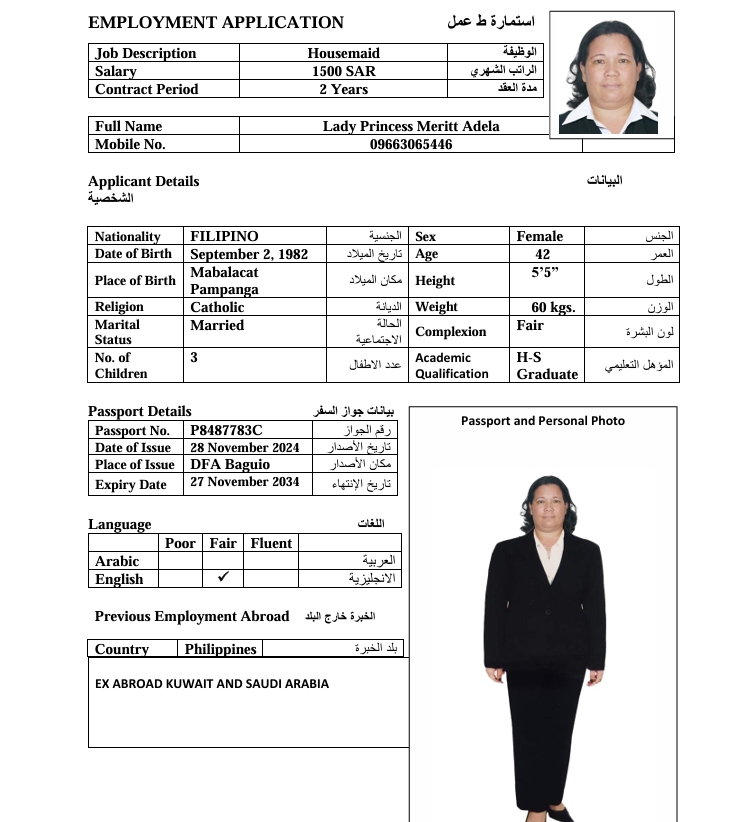 EMPLOYMENT APPLICATION استمارة ط عمل
Job Description Housemaid الوظيفة
Salary 1500 SAR الراتب الشهري
Contract Period 2 Years مدة العقد
Full Name Lady Princess Meritt Adela
Mobile No. 09663065446
Applicant Details البيانات
الشخصية
Nationality FILIPINO الجنسية Sex Female الجنس
Date of Birth September 2, 1982 تاريخ الميلاد Age 42 العمر
Place of Birth Mabalacat Pampanga مكان الميلاد Height 5’5” الطول
Religion Catholic الديانة Weight 60 kgs. الوزن
Marital Status Married الحالة الاجتماعية Complexion Fair لون البشرة
No. of Children 3 عدد الاطفال Academic Qualification H-S Graduate المؤهل التعليمي
Passport Details بيانات جواز السفر
Passport No. P8487783C رقم الجواز
Date of Issue 28 November 2024 تاريخ الأصدار
Place of Issue DFA Baguio مكان الأصدار
Expiry Date 27 November 2034 تاريخ الإنتهاء
Passport and Personal Photo
Language اللغات
Poor Fair Fluent
Arabic العربية
English ✓ الانجليزية
Previous Employment Abroad الخبرة خارج البلد
Country Philippines بلد الخبرة
EX ABROAD KUWAIT AND SAUDI ARABIA